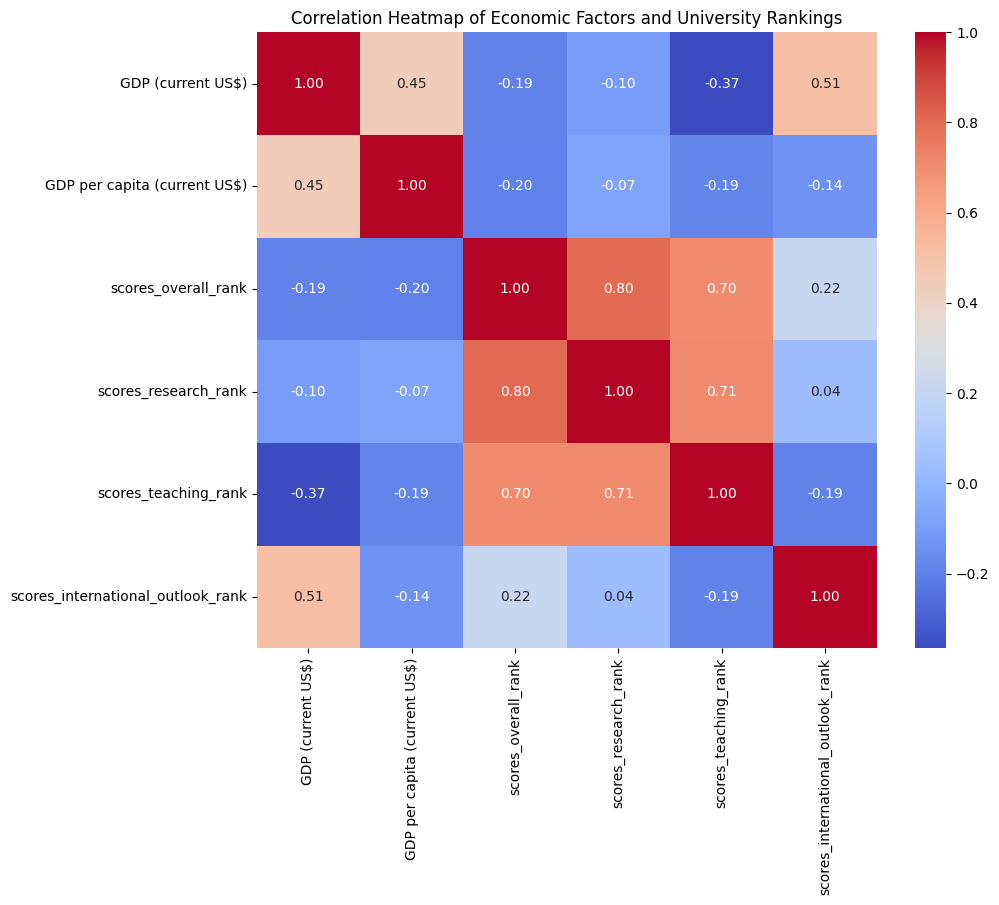 Correlation Heatmap of Economic Factors and University Rankings
GDP (current US$) 1.00 0.45 -0.19 -0.10 -0.37 0.51
GDP per capita (current US$) 0.45 1.00 -0.20 -0.07 -0.19 -0.14
scores_overall_rank -0.19 -0.20 1.00 0.80 0.70 0.22
scores_research_rank -0.10 -0.07 0.80 1.00 0.71 0.04
scores_teaching_rank -0.37 -0.19 0.70 0.71 1.00 -0.19
scores_international_outlook_rank 0.51 -0.14 0.22 0.04 -0.19 1.00
GDP (current US$)
GDP per capita (current US$)
scores_overall_rank
scores_research_rank
scores_teaching_rank
scores_international_outlook_rank
1.0
0.8
0.6
0.4
0.2
0.0
−0.2